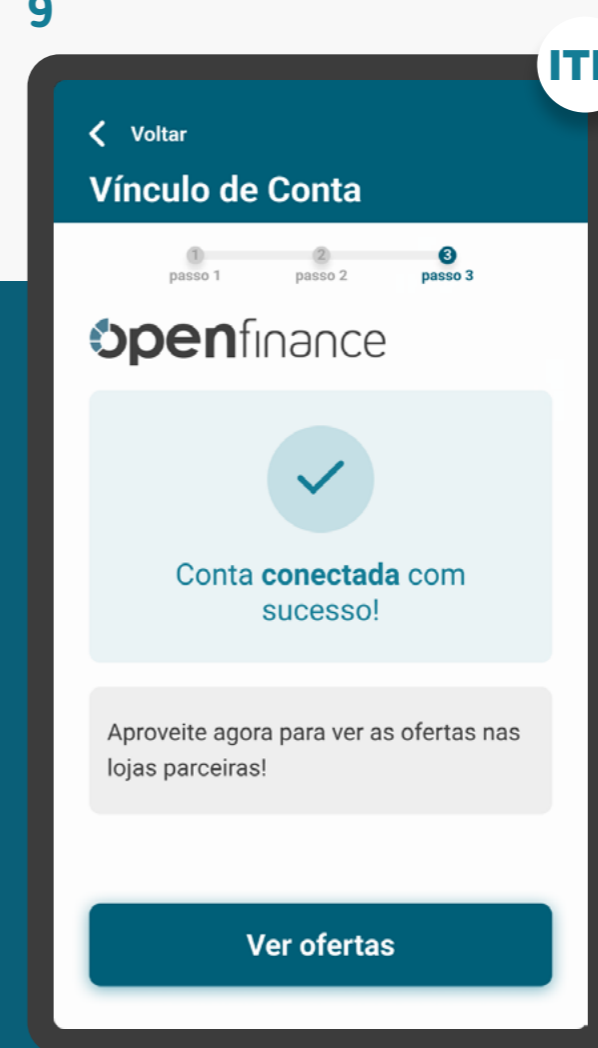 9
ITI
Voltar
Vínculo de Conta
1 2 3
passo 1 passo 2 passo 3
openfinance
Conta conectada com
sucesso!
Aproveite agora para ver as ofertas nas
lojas parceiras!
Ver ofertas